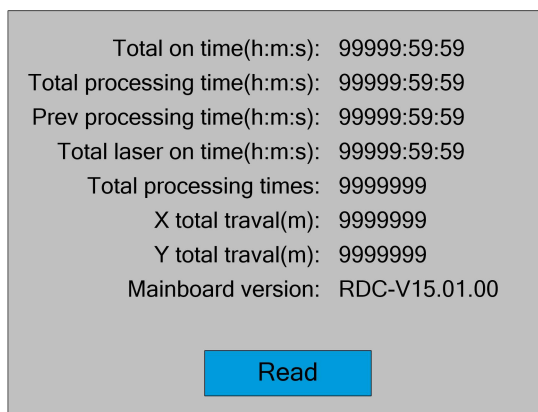 Total on time(h:m:s): 99999:59:59
Total processing time(h:m:s): 99999:59:59
Prev processing time(h:m:s): 99999:59:59
Total laser on time(h:m:s): 99999:59:59
Total processing times: 9999999
X total traval(m): 9999999
Y total traval(m): 9999999
Mainboard version: RDC-V15.01.00
Read